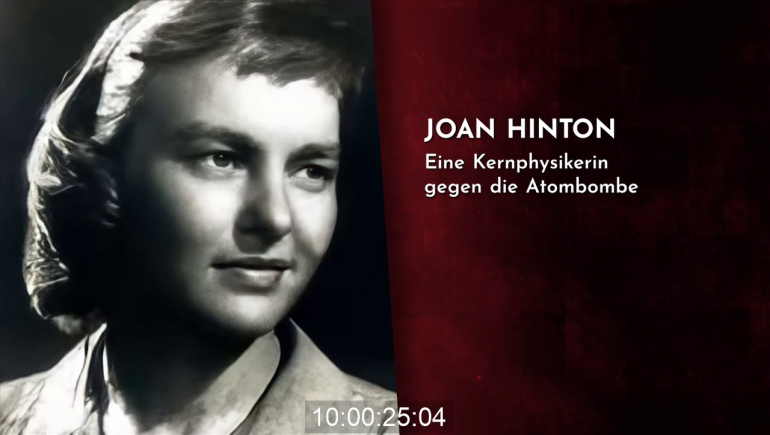 JOAN HINTON
Eine Kernphysikerin
gegen die Atombombe
10:00:25:04